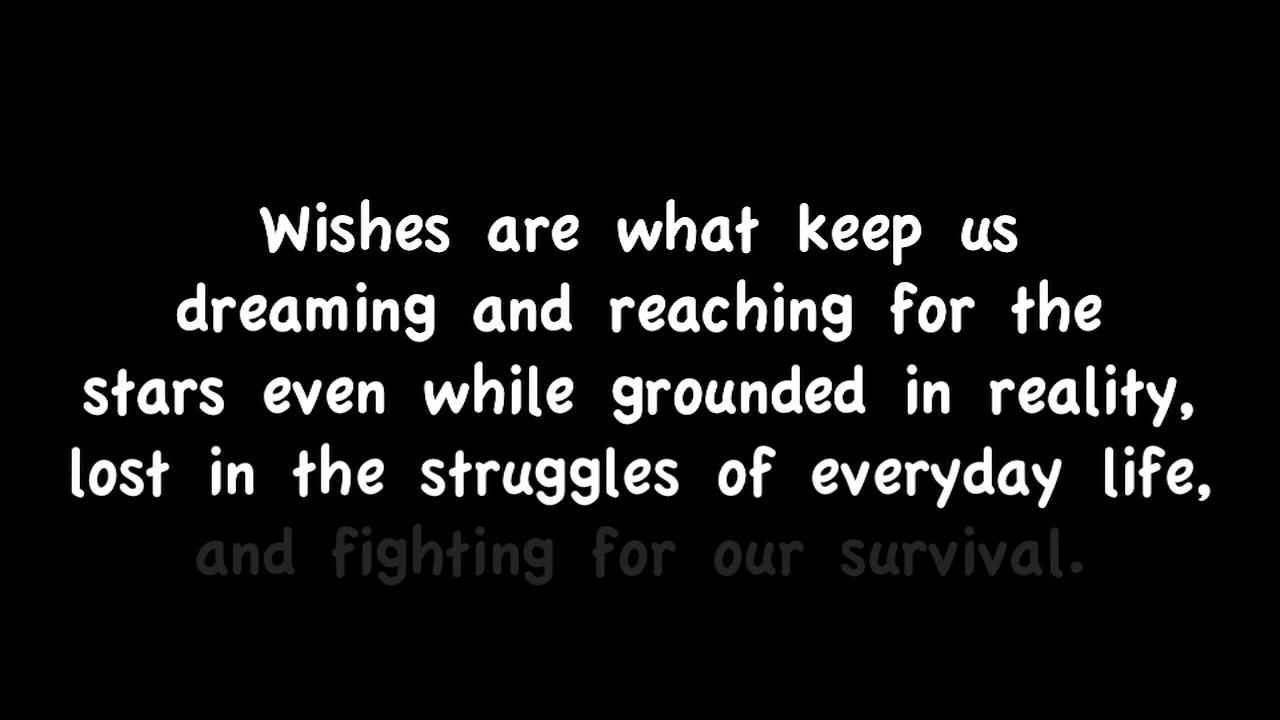 Wishes are what keep us
dreaming and reaching for the
stars even while grounded in reality,
lost in the struggles of everyday life,
and fighting for our survival.